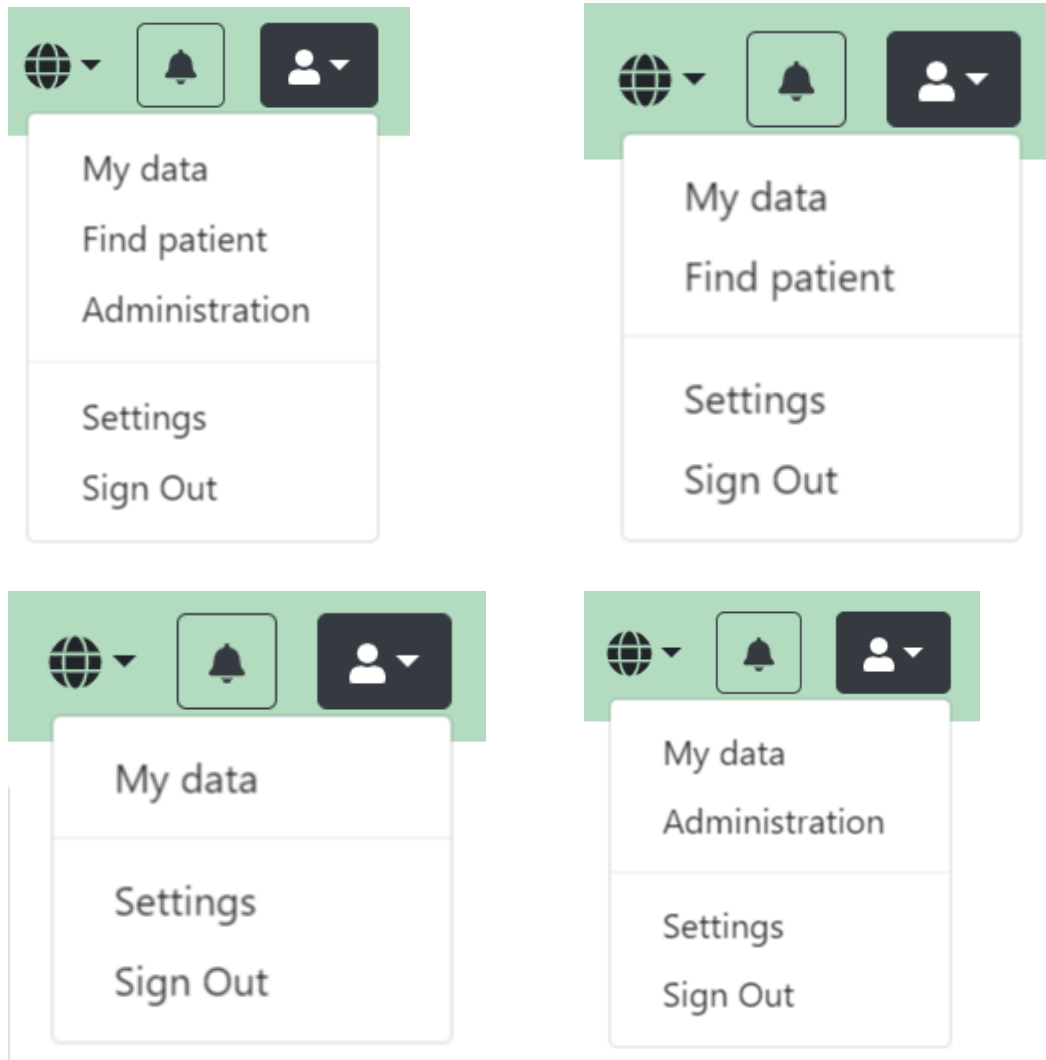 My data
Find patient
Administration
Settings
Sign Out
My data
Find patient
Settings
Sign Out
My data
Settings
Sign Out
My data
Administration
Settings
Sign Out